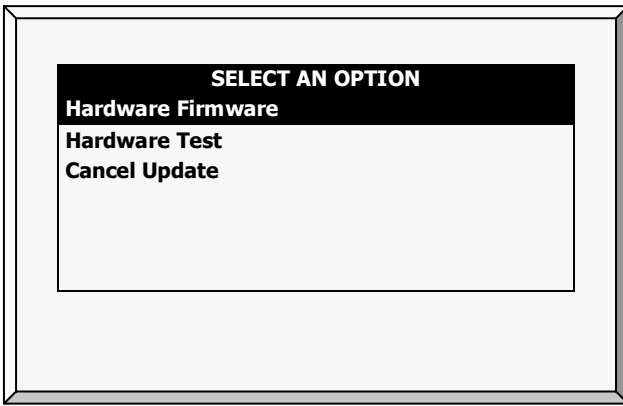 SELECT AN OPTION
Hardware Firmware
Hardware Test
Cancel Update